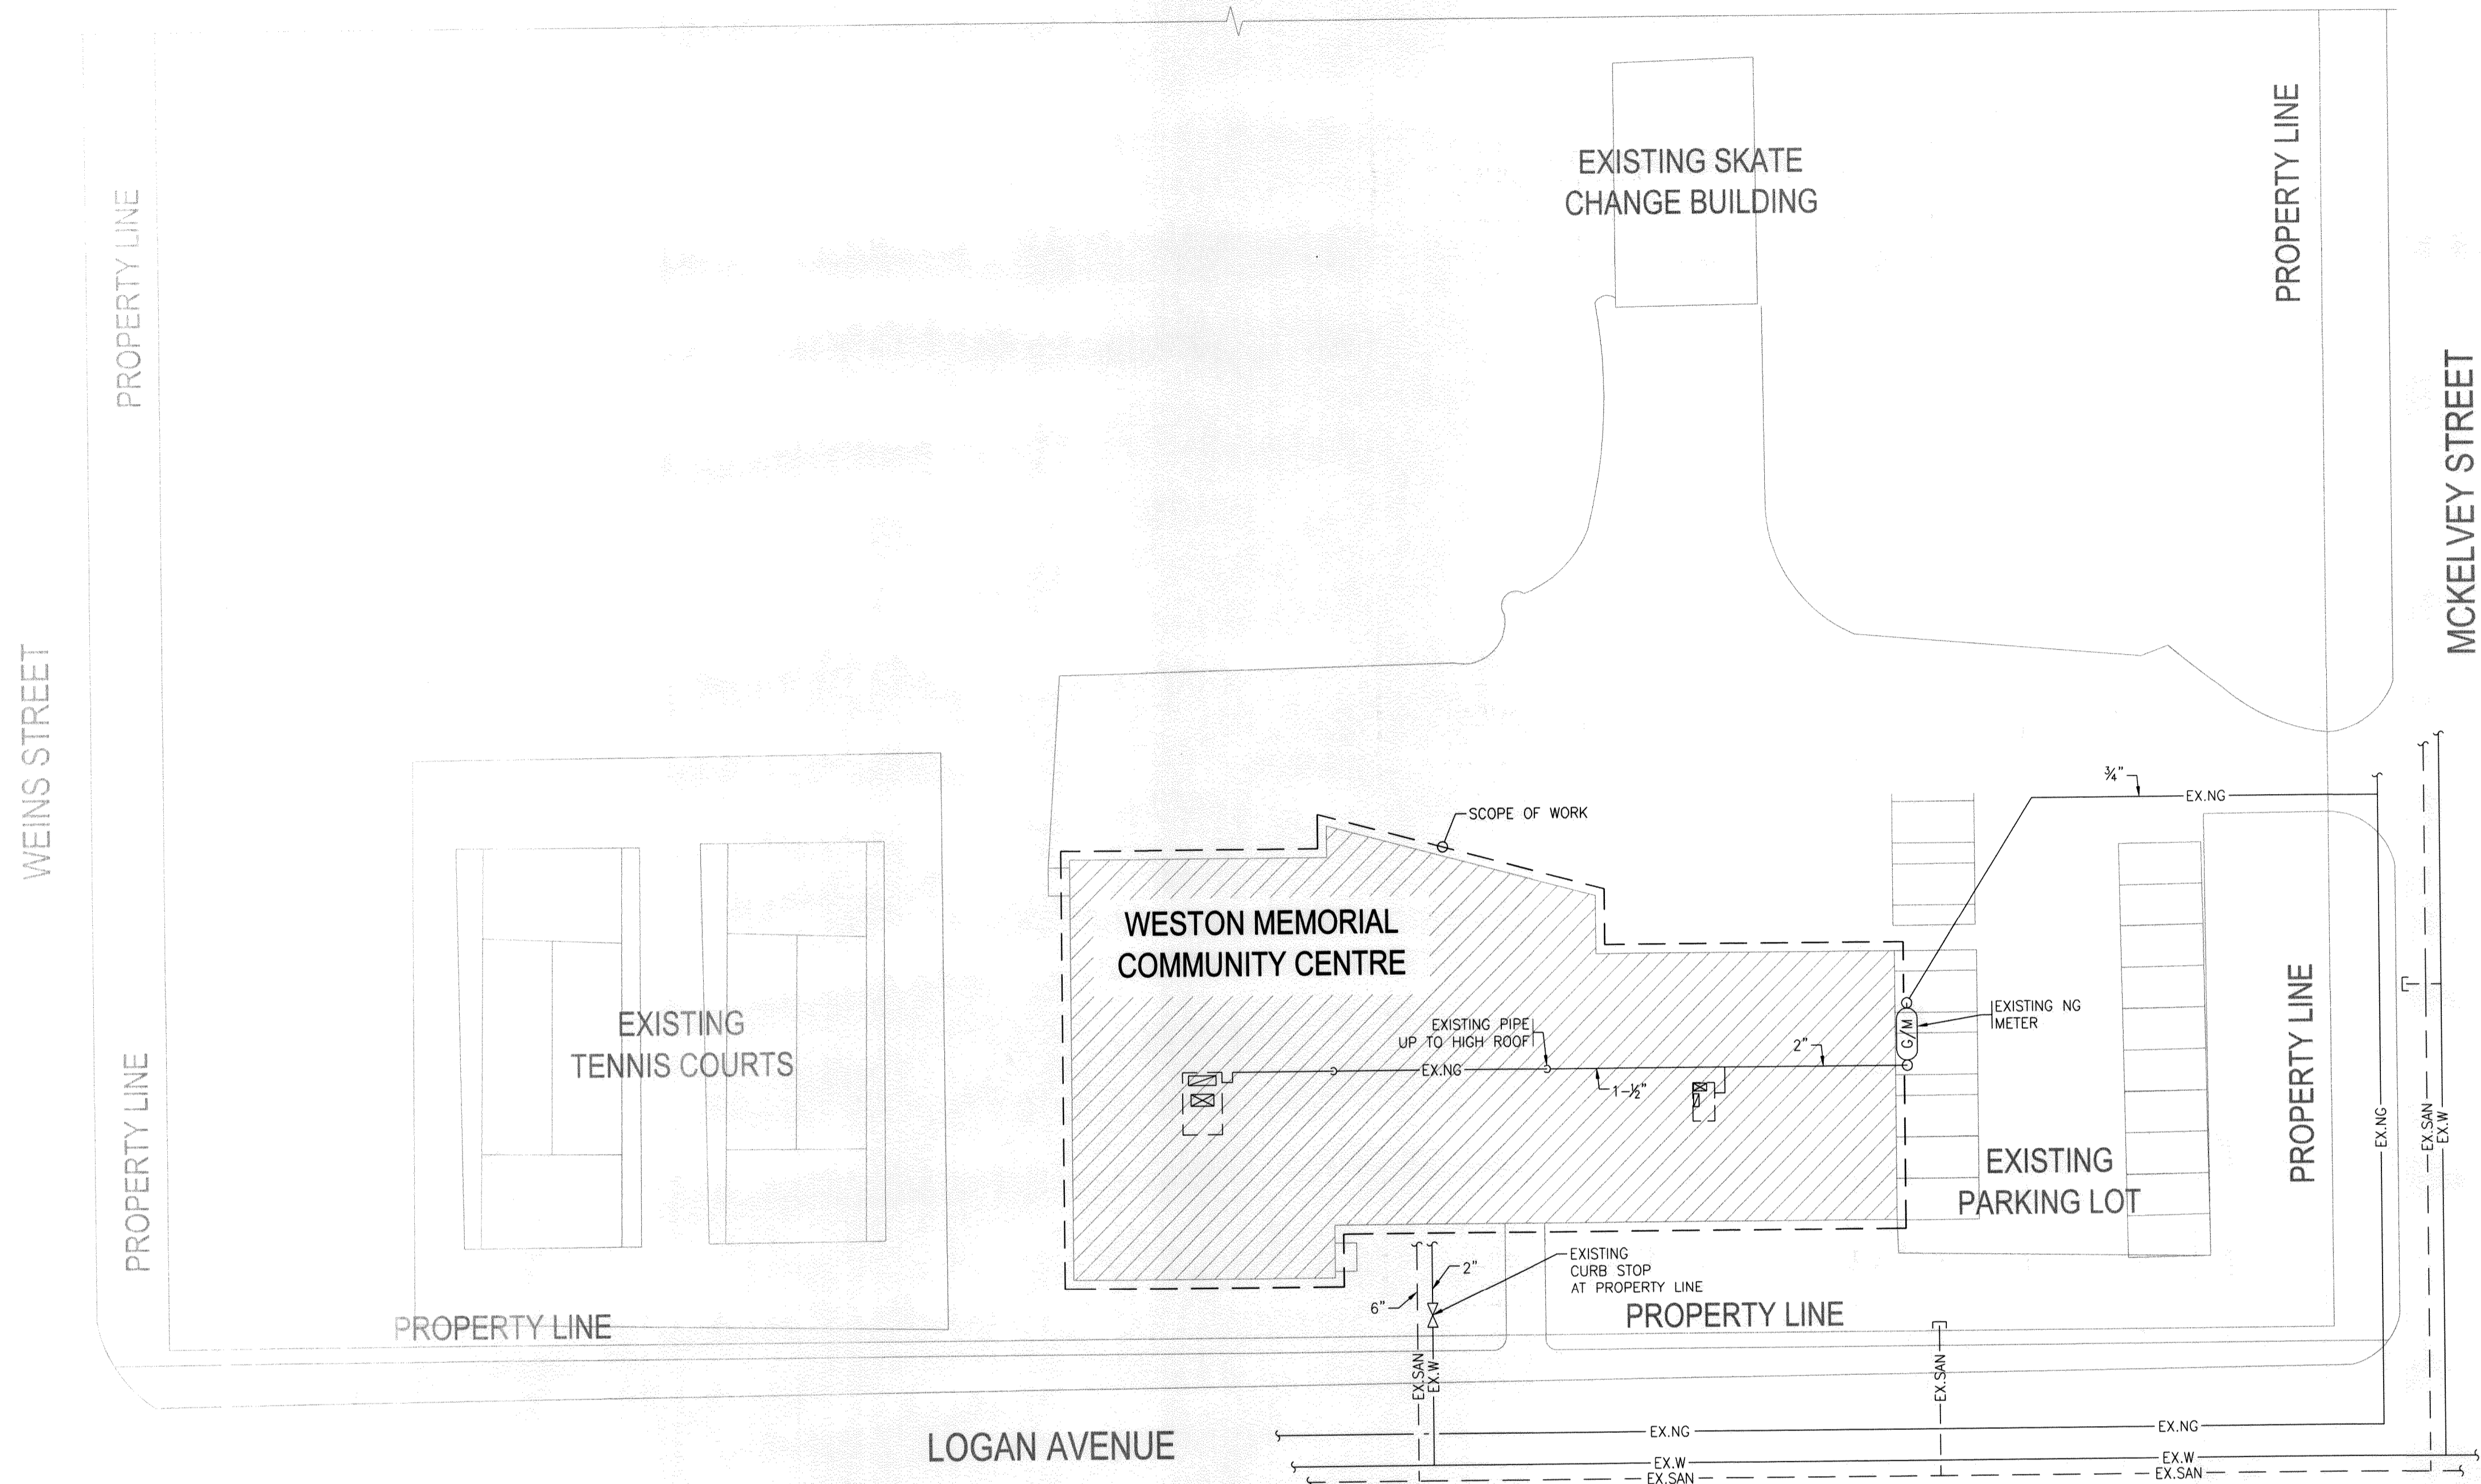 EXISTING SKATE
CHANGE BUILDING
PROPERTY LINE
PROPERTY LINE
MCKELVEY STREET
WEINS STREET
¾"
EX.NG
SCOPE OF WORK
WESTON MEMORIAL
COMMUNITY CENTRE
EXISTING
TENNIS COURTS
EXISTING PIPE
UP TO HIGH ROOF
EX.NG
1-½"
2"
G/M
EXISTING NG
METER
PROPERTY LINE
PROPERTY LINE
EX.NG
EX.SAN
EX.W
EXISTING
PARKING LOT
2"
6"
EXISTING
CURB STOP
AT PROPERTY LINE
PROPERTY LINE
PROPERTY LINE
EX.SAN
EX.W
EX.SAN
LOGAN AVENUE
EX.NG
EX.NG
EX.W
EX.W
EX.SAN
EX.SAN